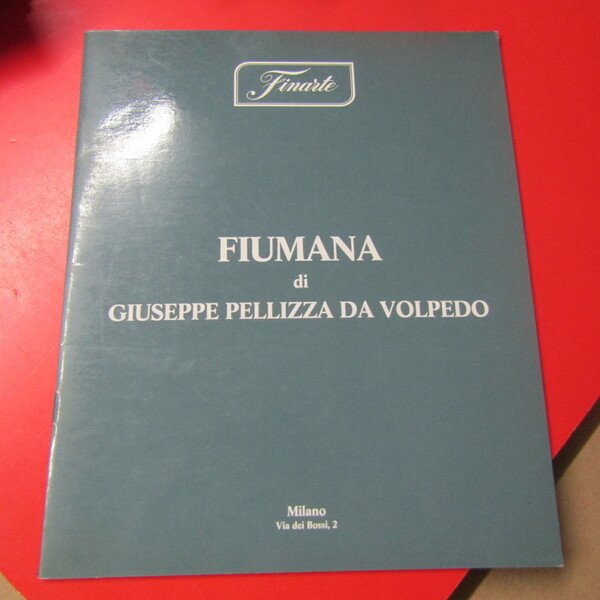 Finarte
FIUMANA
di
GIUSEPPE PELLIZZA DA VOLPEDO
Milano
Via dei Bossi, 2